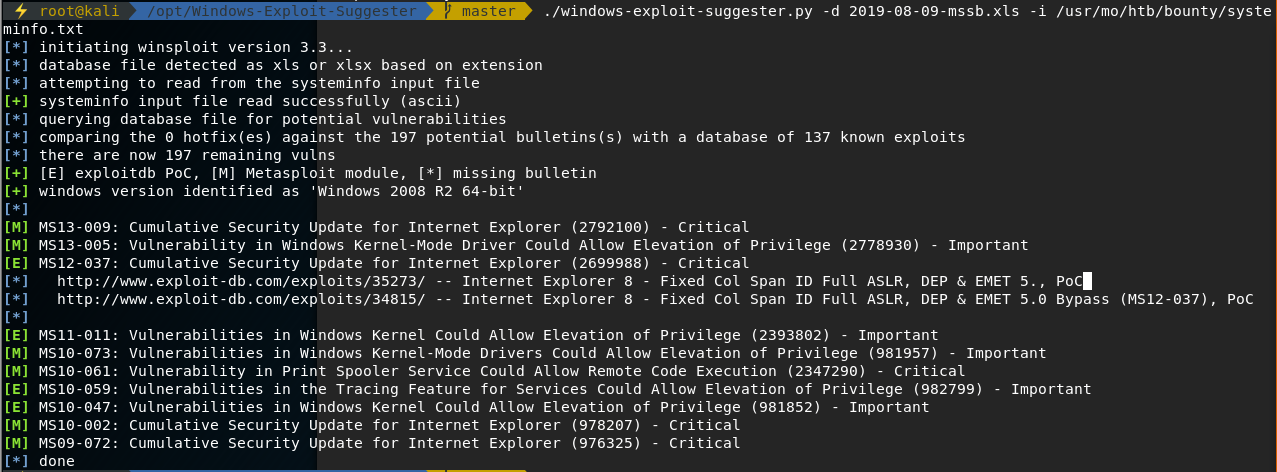 ⚡ root@kali /opt/Windows-Exploit-Suggester master ./windows-exploit-suggester.py -d 2019-08-09-mssb.xls -i /usr/mo/htb/bounty/syste
minfo.txt
[*] initiating winsploit version 3.3...
[*] database file detected as xls or xlsx based on extension
[*] attempting to read from the systeminfo input file
[+] systeminfo input file read successfully (ascii)
[*] querying database file for potential vulnerabilities
[*] comparing the 0 hotfix(es) against the 197 potential bulletins(s) with a database of 137 known exploits
[*] there are now 197 remaining vulns
[+] [E] exploitdb PoC, [M] Metasploit module, [*] missing bulletin
[+] windows version identified as 'Windows 2008 R2 64-bit'
[*]
[M] MS13-009: Cumulative Security Update for Internet Explorer (2792100) - Critical
[M] MS13-005: Vulnerability in Windows Kernel-Mode Driver Could Allow Elevation of Privilege (2778930) - Important
[E] MS12-037: Cumulative Security Update for Internet Explorer (2699988) - Critical
[*]   http://www.exploit-db.com/exploits/35273/ -- Internet Explorer 8 - Fixed Col Span ID Full ASLR, DEP & EMET 5., PoC
[*]   http://www.exploit-db.com/exploits/34815/ -- Internet Explorer 8 - Fixed Col Span ID Full ASLR, DEP & EMET 5.0 Bypass (MS12-037), PoC
[*]
[E] MS11-011: Vulnerabilities in Windows Kernel Could Allow Elevation of Privilege (2393802) - Important
[M] MS10-073: Vulnerabilities in Windows Kernel-Mode Drivers Could Allow Elevation of Privilege (981957) - Important
[M] MS10-061: Vulnerability in Print Spooler Service Could Allow Remote Code Execution (2347290) - Critical
[E] MS10-059: Vulnerabilities in the Tracing Feature for Services Could Allow Elevation of Privilege (982799) - Important
[E] MS10-047: Vulnerabilities in Windows Kernel Could Allow Elevation of Privilege (981852) - Important
[M] MS10-002: Cumulative Security Update for Internet Explorer (978207) - Critical
[M] MS09-072: Cumulative Security Update for Internet Explorer (976325) - Critical
[*] done